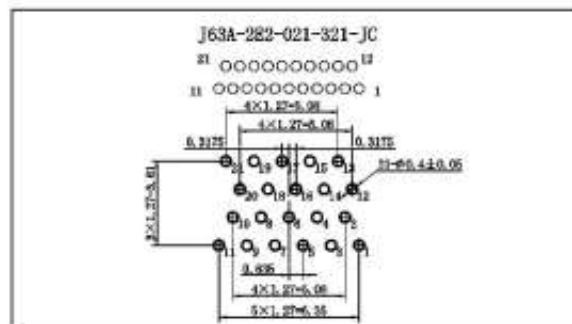 J63A-282-021-321-JC
21 12
11 1
4×1.27=5.08
4×1.27=5.08
0.3175 0.3175
21 19 17 15 13
21-Ø0.4±0.05
20 18 16 14 12
3×1.27=3.81
10 8 6 4 2
11 9 7 5 3 1
0.635
4×1.27=5.08
5×1.27=6.35